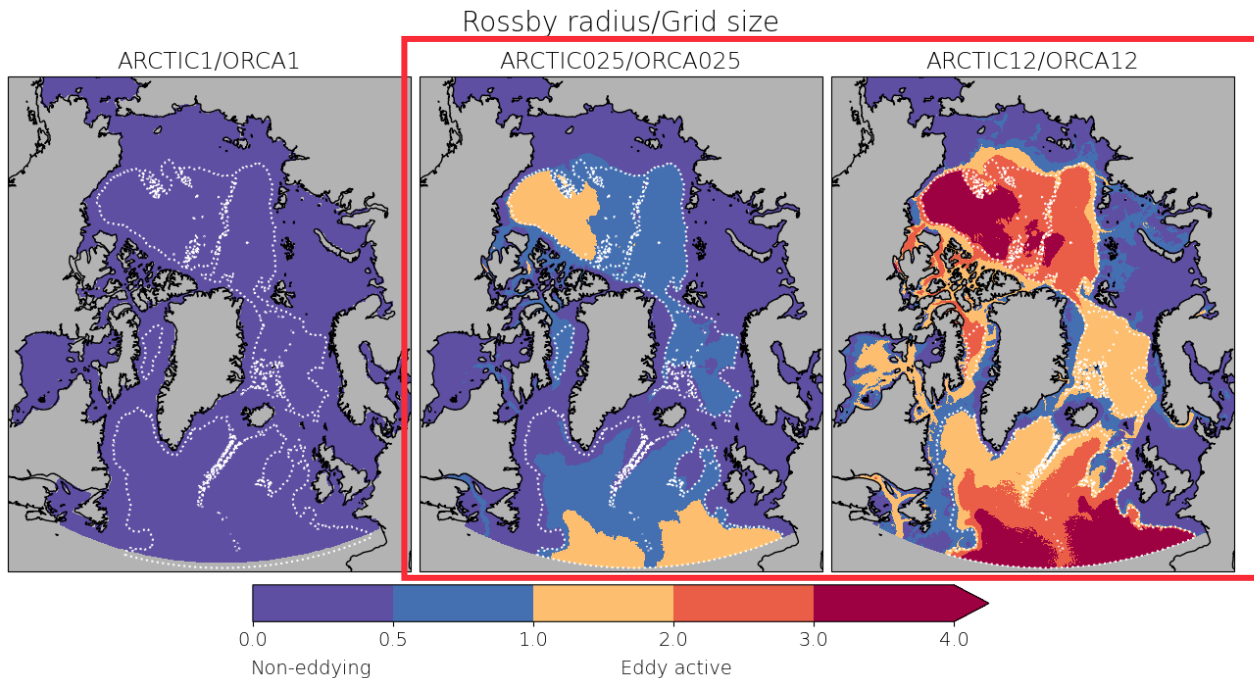 Rossby radius/Grid size
ARCTIC1/ORCA1
ARCTIC025/ORCA025
ARCTIC12/ORCA12
0.0 0.5 1.0 2.0 3.0 4.0
Non-eddying Eddy active